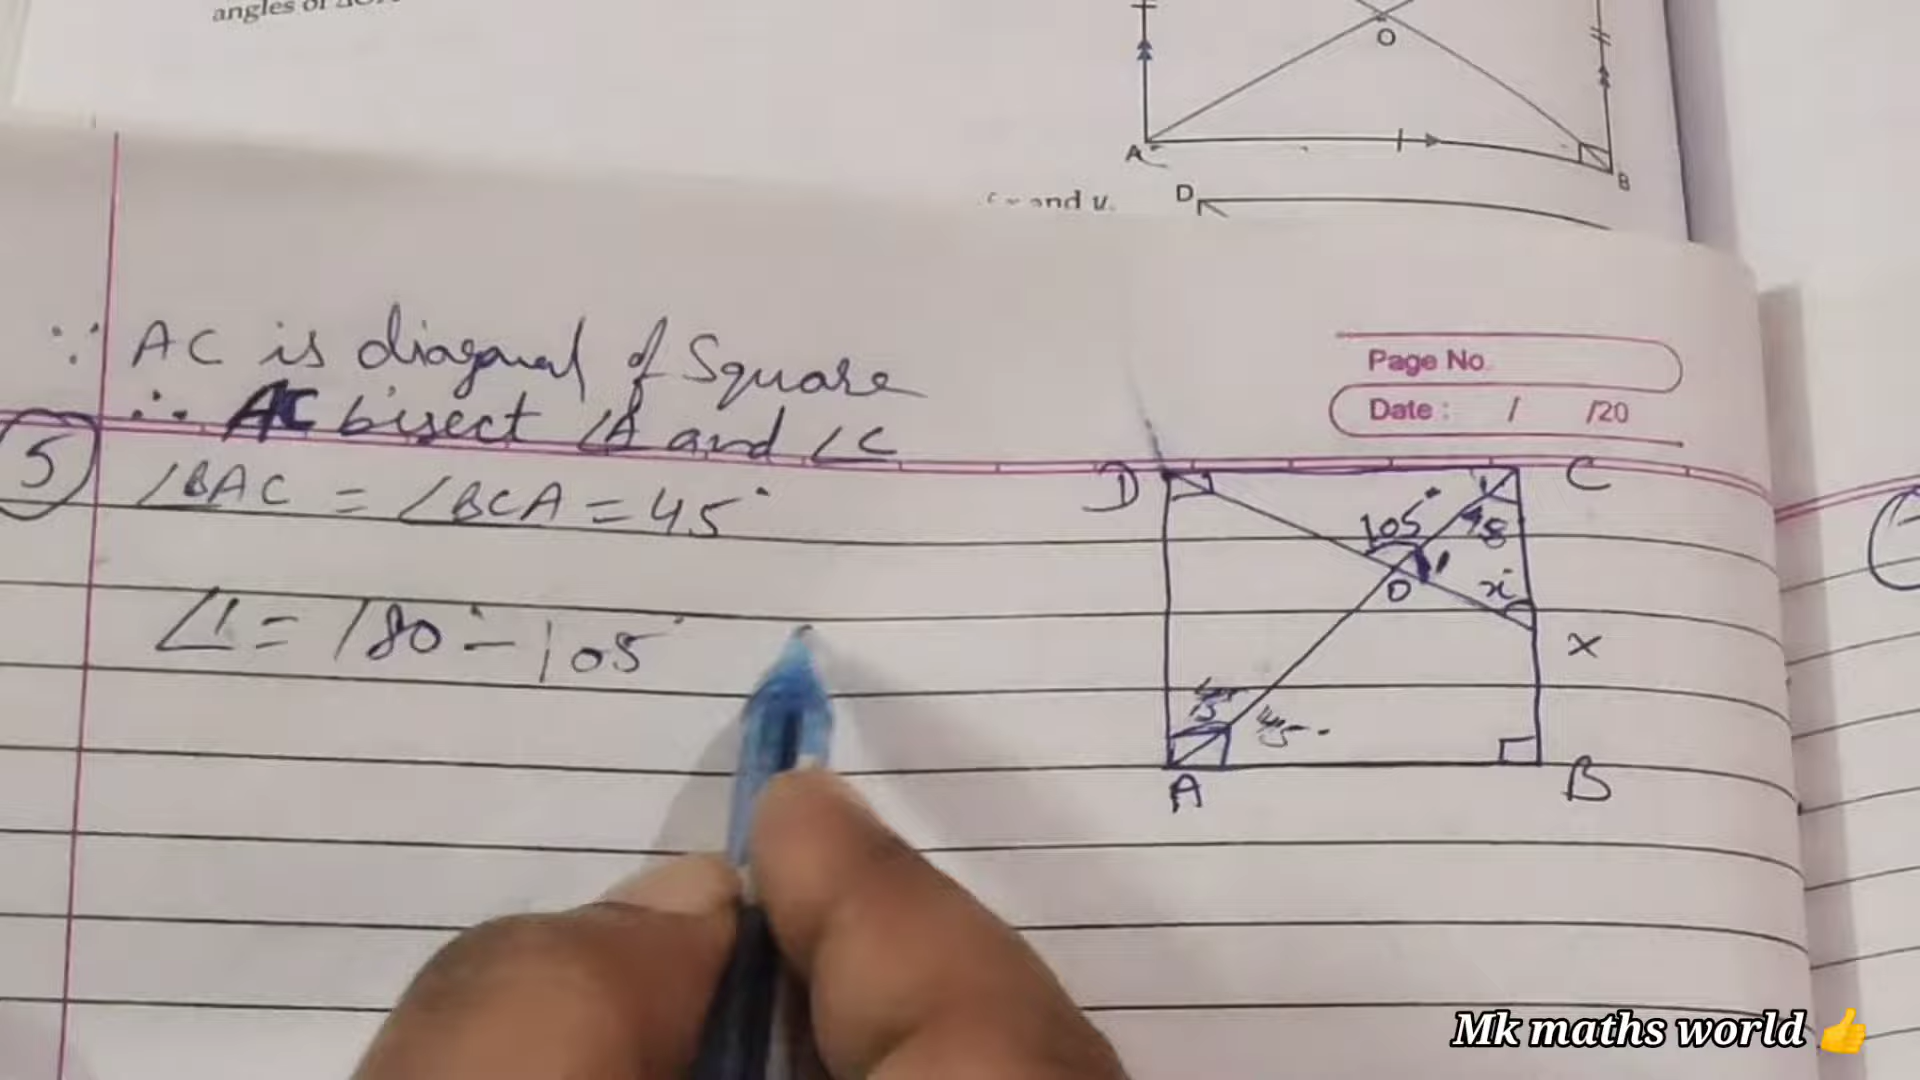 angles of
O
A
B
and y.
D
∵ AC is diagonal of Square
∴ AC bisect ∠A and ∠C
Page No.
Date : / /20
5
∠BAC = ∠BCA = 45°
∠1 = 180° - 105°
D
C
105°
45
1
O
x°
X
45
45°
A
B
Mk maths world 👍